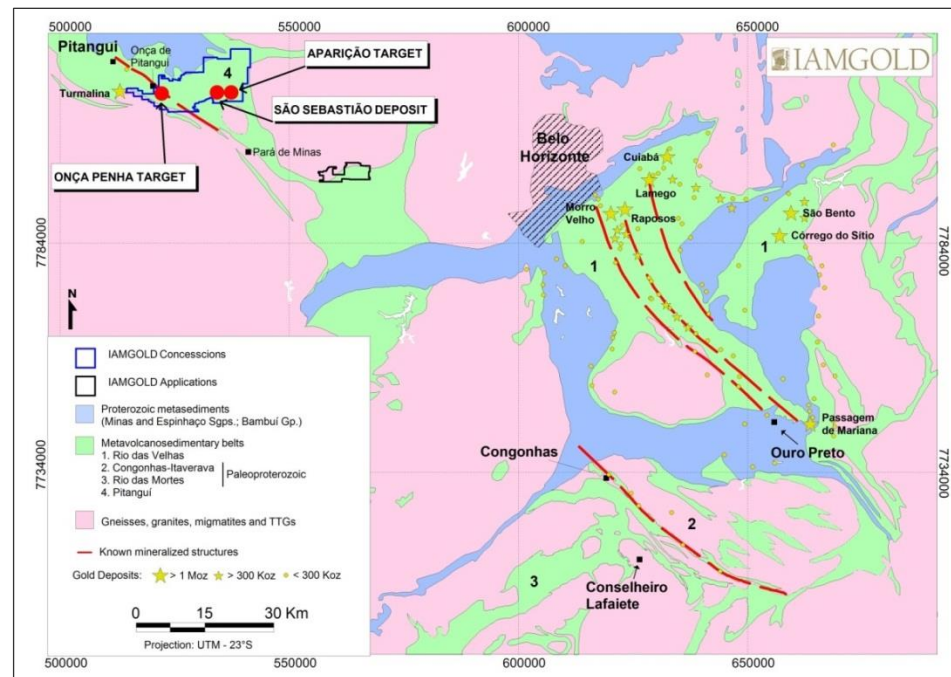 500000 550000 600000 650000
IAMGOLD
Pitangui
Onça de
Pitangui
4
APARIÇÃO TARGET
Turmalina
SÃO SEBASTIÃO DEPOSIT
Pará de Minas
ONÇA PENHA TARGET
Belo
Horizonte
Cuiabá
Lamego
Morro
Velho
Raposos
São Bento
Córrego do Sítio
7784000
7784000
1
1
N
IAMGOLD Concesscions
IAMGOLD Applications
Proterozoic metasediments
(Minas and Espinhaço Sgps.; Bambuí Gp.)
Metavolcanosedimentary belts
1. Rio das Velhas
2. Congonhas-Itaverava
3. Rio das Mortes
4. Pitanguí
Paleoproterozoic
Gneisses, granites, migmatites and TTGs
Known mineralized structures
Gold Deposits: > 1 Moz > 300 Koz < 300 Koz
0 15 30 Km
Projection: UTM - 23°S
Passagem
de Mariana
Ouro Preto
Congonhas
7734000
7734000
2
3
Conselheiro
Lafaiete
500000 550000 600000 650000